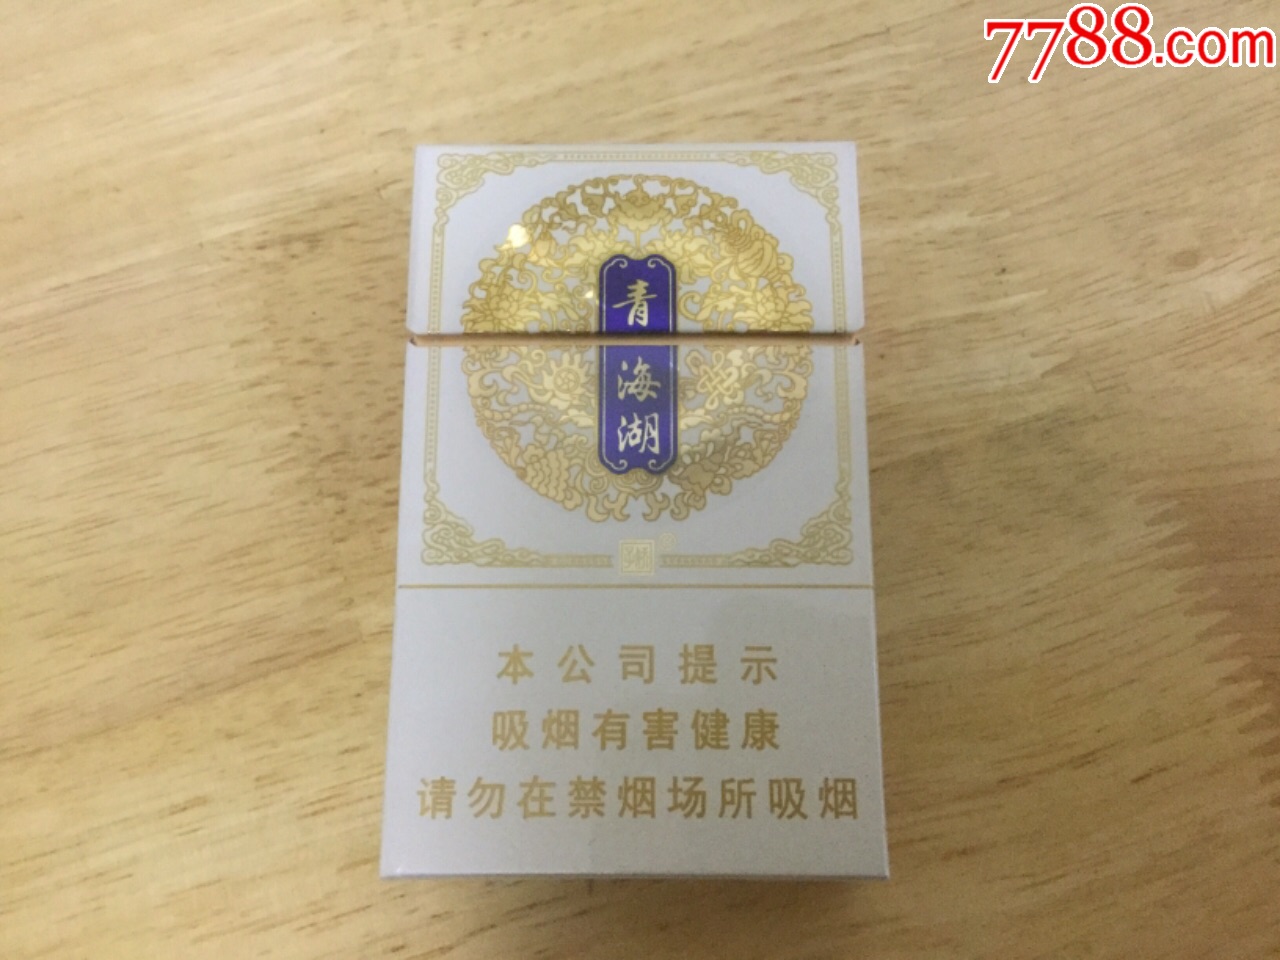 7788.com
青海湖
本公司提示
吸烟有害健康
请勿在禁烟场所吸烟